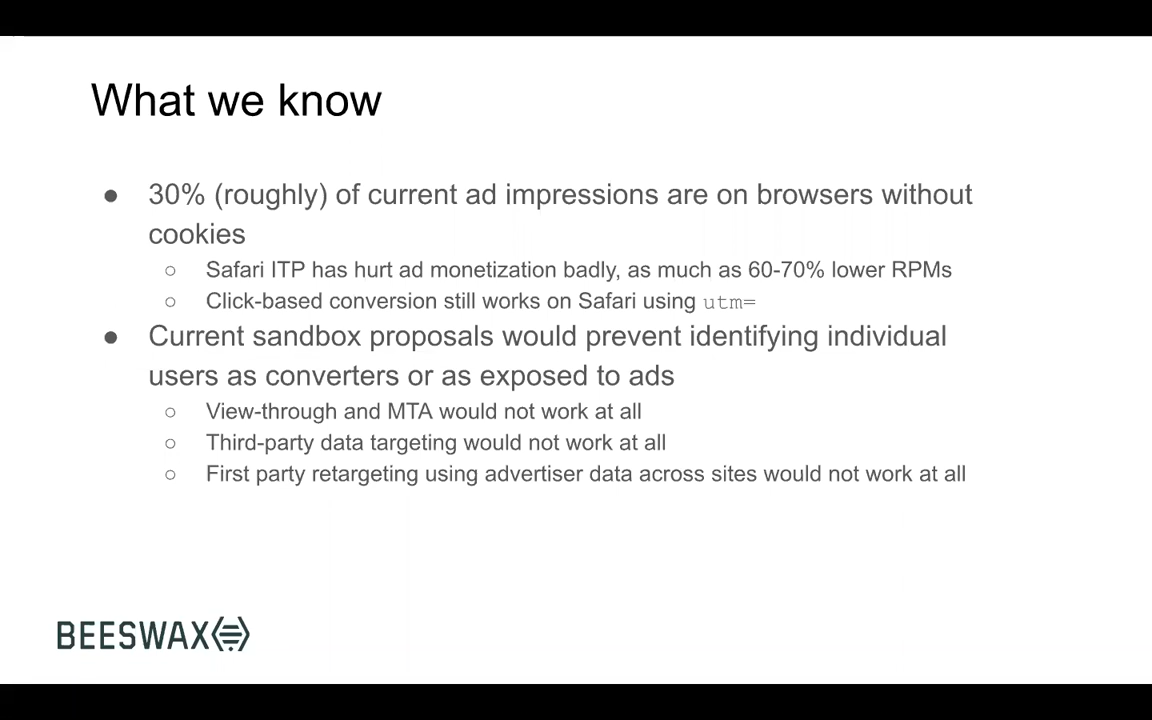 What we know
● 30% (roughly) of current ad impressions are on browsers without
cookies
○ Safari ITP has hurt ad monetization badly, as much as 60-70% lower RPMs
○ Click-based conversion still works on Safari using utm=
● Current sandbox proposals would prevent identifying individual
users as converters or as exposed to ads
○ View-through and MTA would not work at all
○ Third-party data targeting would not work at all
○ First party retargeting using advertiser data across sites would not work at all
BEESWAX